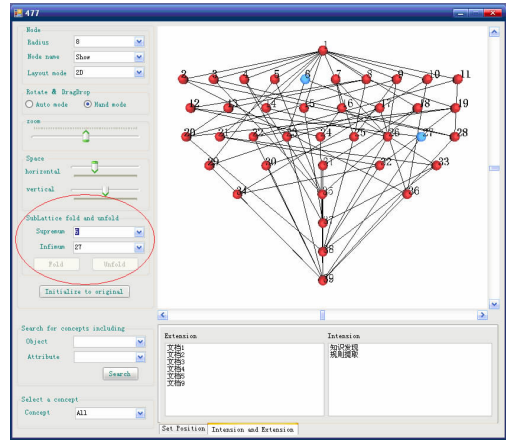 477
Node
Radius 8
Node name Show
Layout mode 2D
Rotate & DragDrop
Auto mode Hand mode
zoom
Space
horizontal
vertical
SubLattice fold and unfold
Supremum 6
Infimum 27
Fold Unfold
Initialize to original
Search for concepts including
Object
Attribute
Search
Select a concept
Concept All
1
2 3 4 5 6 7 8 9 10 11
12 13 14 15 16 17 18 19
20 21 22 23 24 25 26 27 28
29 30 31 32 33
34 35 36
37
38
39
Extension Intension
文档1 知识发现
文档2 规则提取
文档3
文档4
文档5
文档9
Set Position Intension and Extension